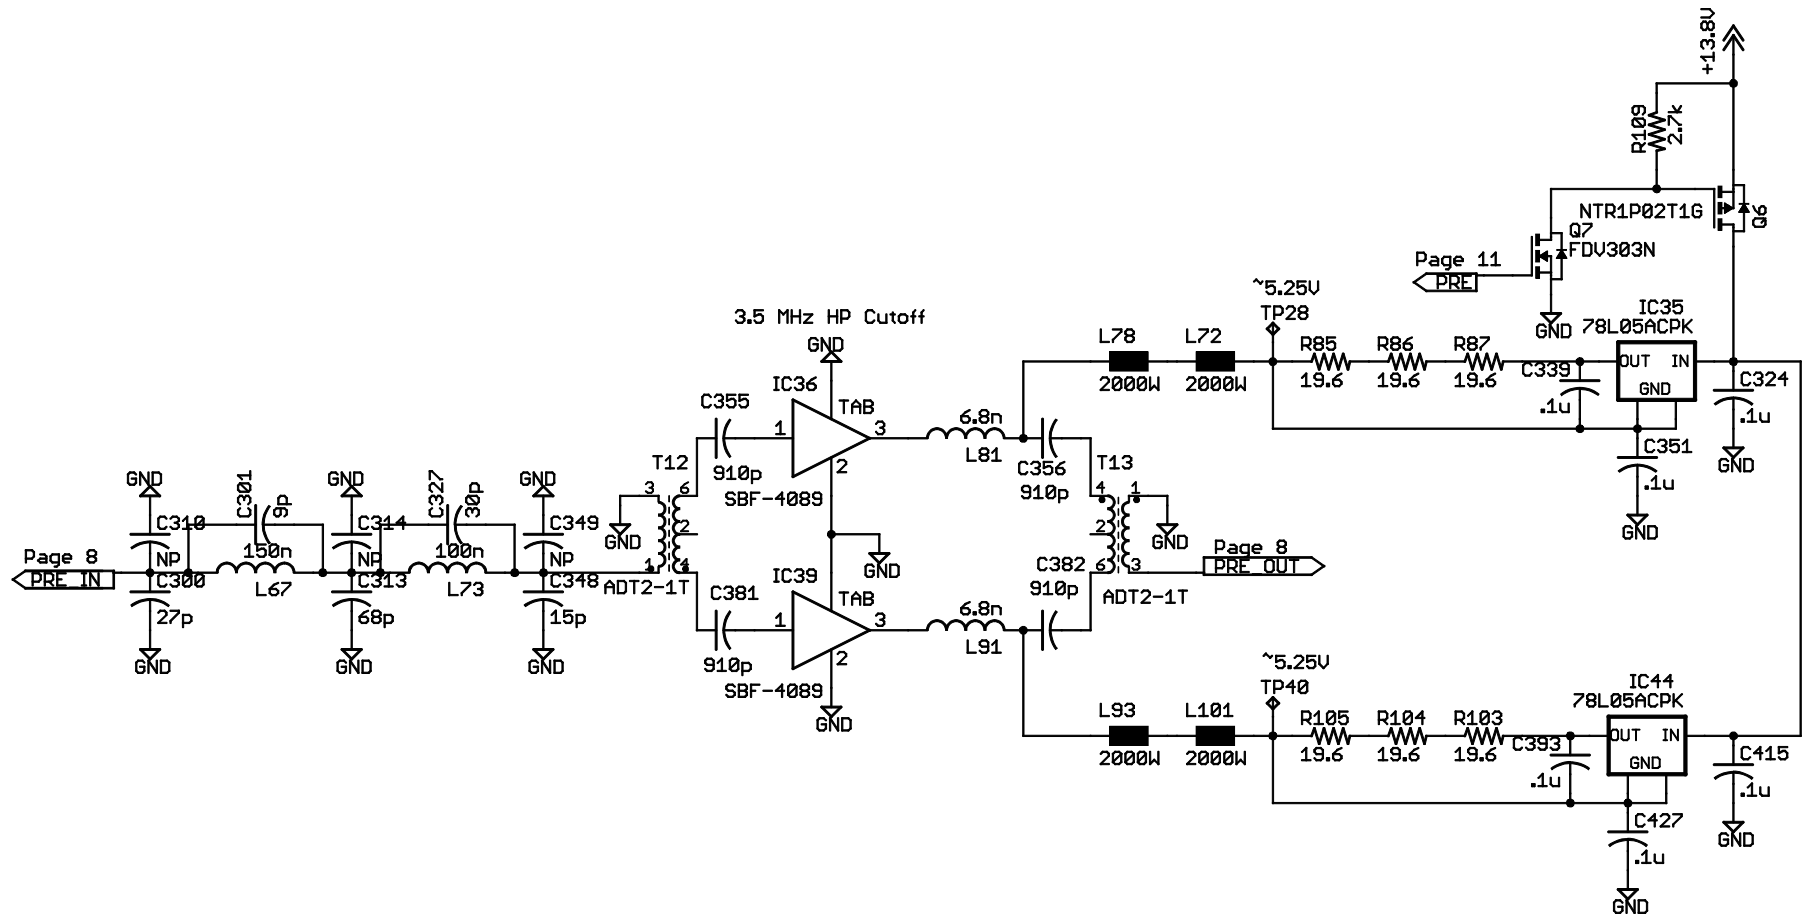 +13.8V
R109
2.7k
NTR1P02T1G
Q6
Q7
FDV303N
Page 11
PRE
GND
~5.25V
TP28
IC35
78L05ACPK
3.5 MHz HP Cutoff
GND
L78
L72
R85
R86
R87
OUT
IN
GND
2000W
2000W
19.6
19.6
19.6
C339
.1u
C324
.1u
GND
C351
.1u
GND
IC36
TAB
C355
1
3
2
910p
SBF-4089
6.8n
L81
C356
910p
T12
3
6
2
1
4
GND
ADT2-1T
T13
4
1
2
6
3
GND
ADT2-1T
GND
GND
GND
C301
9p
C327
30p
C310
NP
C314
NP
C349
NP
150n
L67
100n
L73
Page 8
PRE_IN
C300
27p
C313
68p
C348
15p
GND
GND
GND
GND
Page 8
PRE_OUT
IC39
TAB
C381
1
3
2
910p
SBF-4089
GND
6.8n
L91
C382
910p
~5.25V
TP40
IC44
78L05ACPK
L93
L101
R105
R104
R103
OUT
IN
GND
2000W
2000W
19.6
19.6
19.6
C393
.1u
C415
.1u
GND
C427
.1u
GND